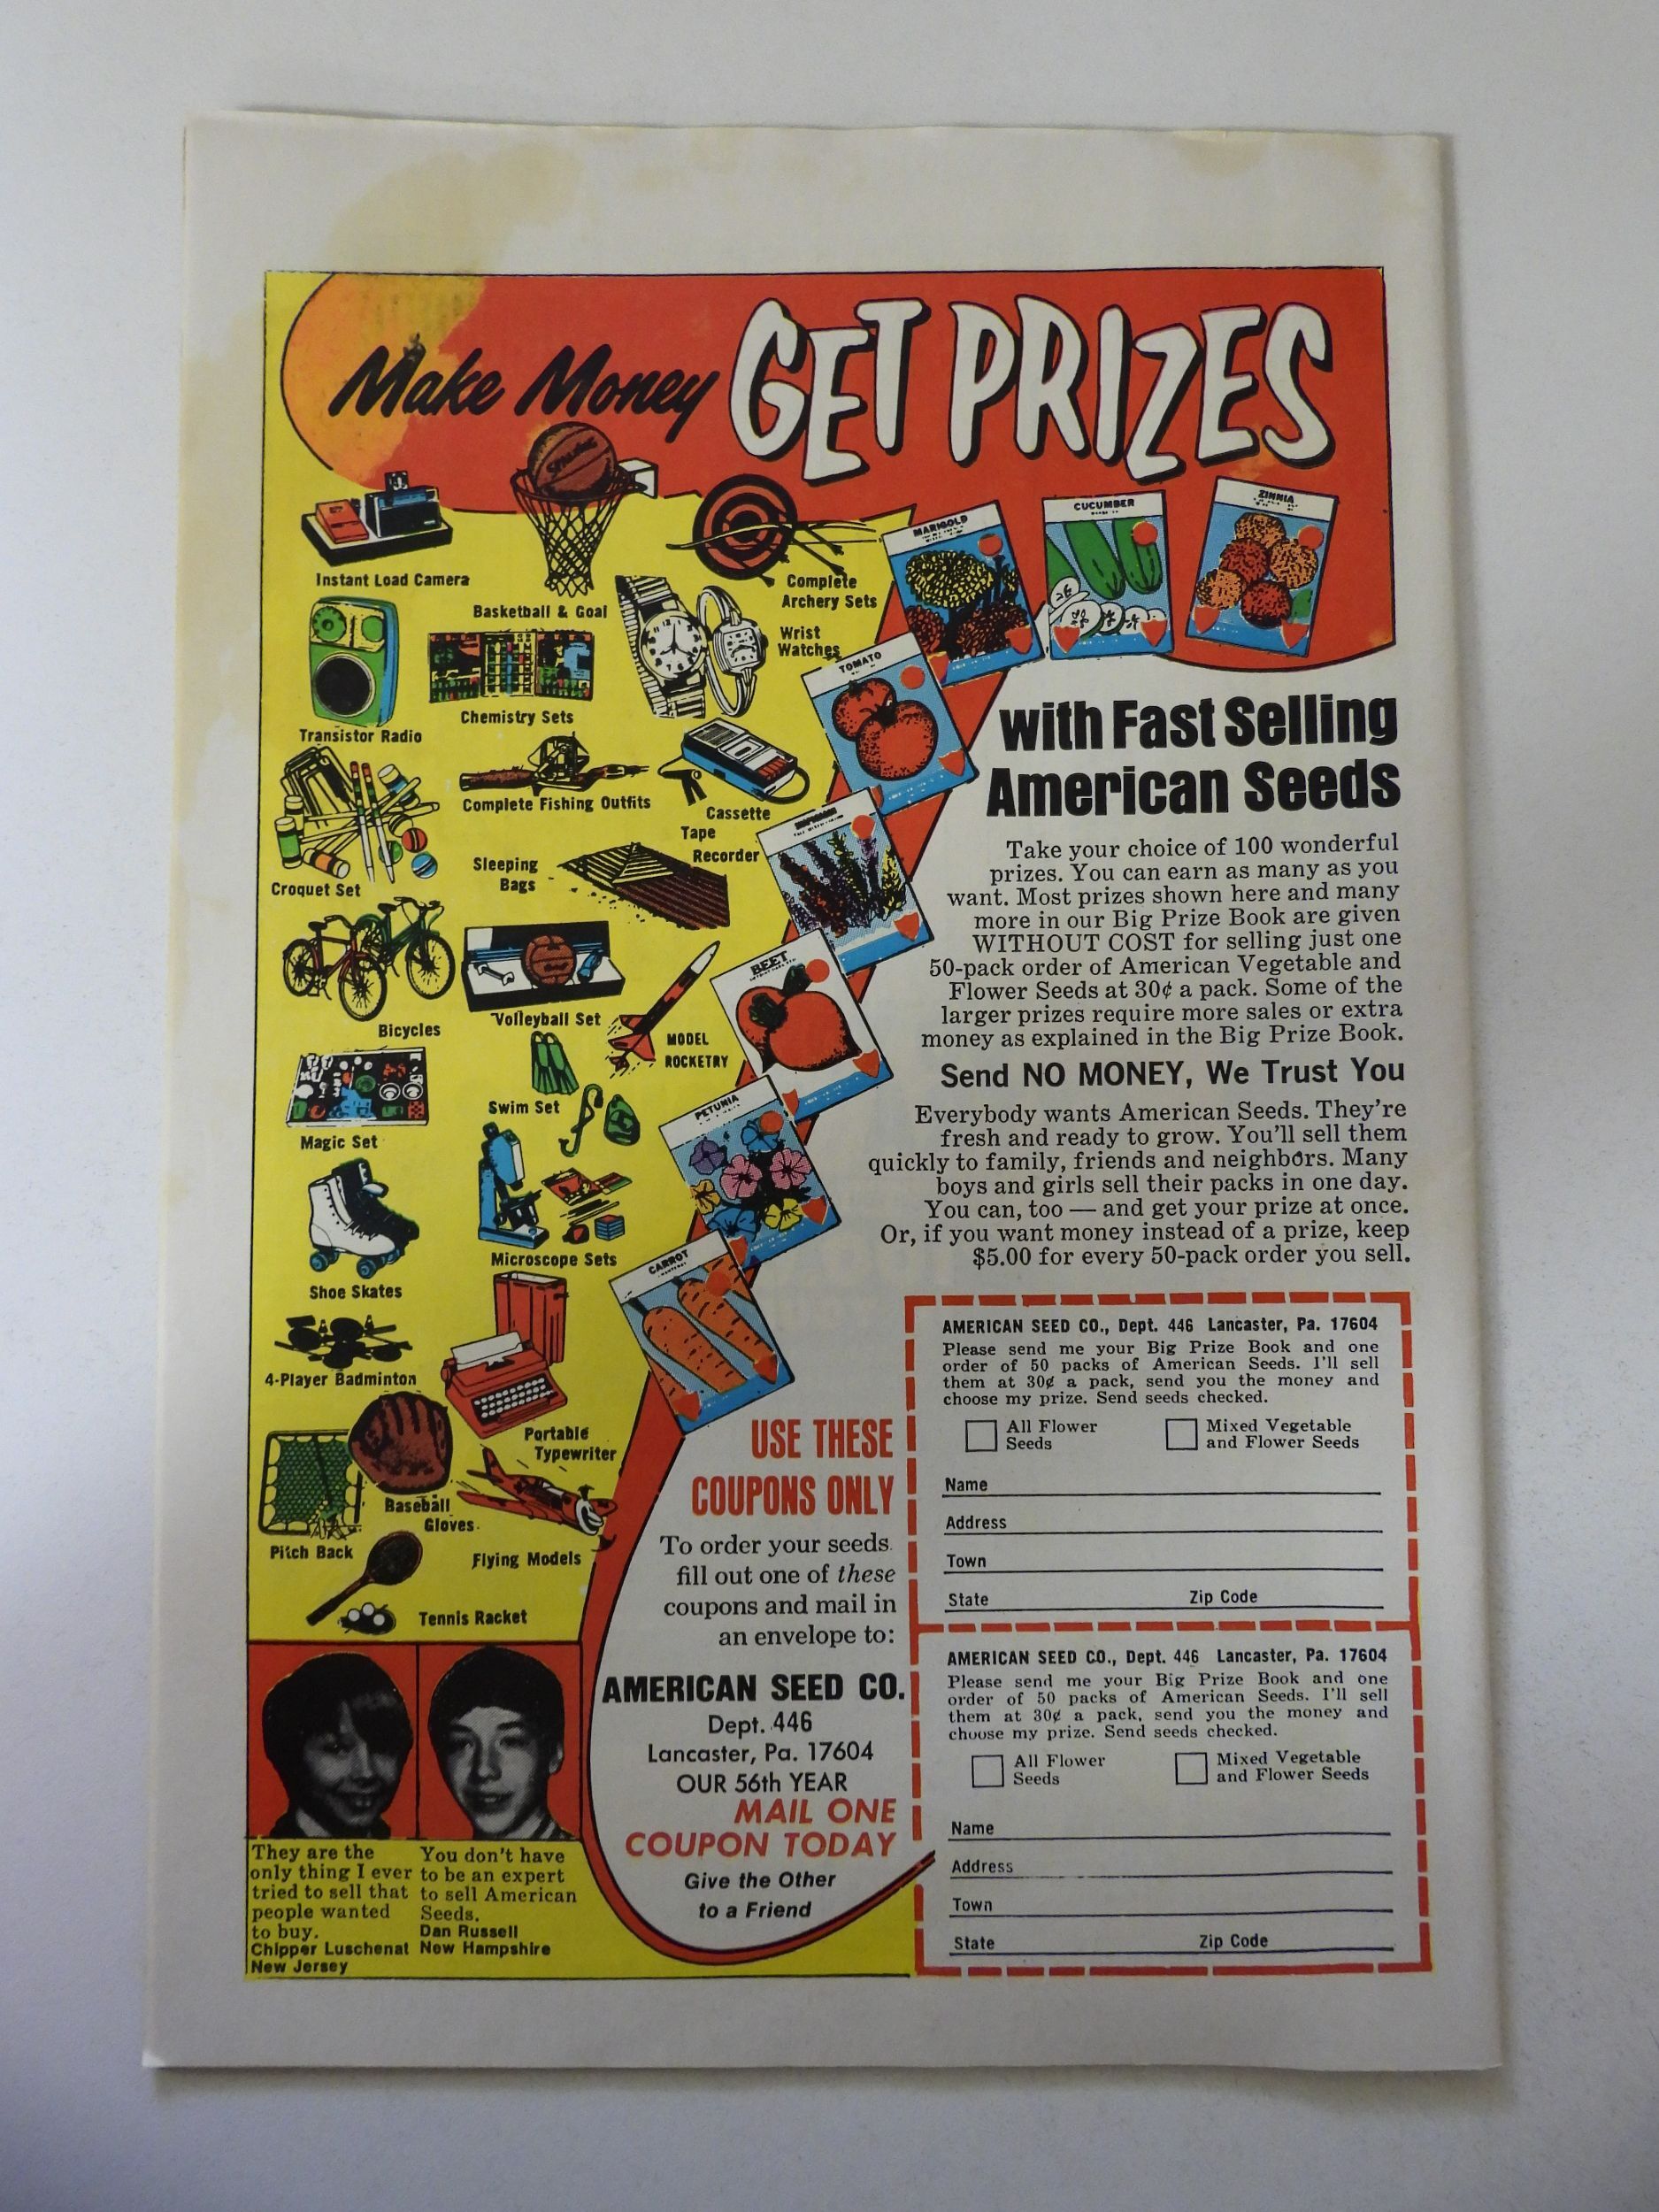 Make Money GET PRIZES
SPALDING
Instant Load Camera
Basketball & Goal
Complete
Archery Sets
Wrist
Watches
Transistor Radio
Chemistry Sets
Complete Fishing Outfits
Cassette
Tape
Recorder
Croquet Set
Sleeping
Bags
Bicycles
Volleyball Set
MODEL
ROCKETRY
Swim Set
Magic Set
Microscope Sets
Shoe Skates
4-Player Badminton
Portable
Typewriter
Baseball
Gloves
Pitch Back
Flying Models
Tennis Racket
MARIGOLD
CUCUMBER
ZINNIA
TOMATO
BEET
PETUNIA
CARROT
with Fast Selling
American Seeds
Take your choice of 100 wonderful
prizes. You can earn as many as you
want. Most prizes shown here and many
more in our Big Prize Book are given
WITHOUT COST for selling just one
50-pack order of American Vegetable and
Flower Seeds at 30¢ a pack. Some of the
larger prizes require more sales or extra
money as explained in the Big Prize Book.
Send NO MONEY, We Trust You
Everybody wants American Seeds. They're
fresh and ready to grow. You'll sell them
quickly to family, friends and neighbors. Many
boys and girls sell their packs in one day.
You can, too — and get your prize at once.
Or, if you want money instead of a prize, keep
$5.00 for every 50-pack order you sell.
USE THESE
COUPONS ONLY
To order your seeds
fill out one of these
coupons and mail in
an envelope to:
AMERICAN SEED CO.
Dept. 446
Lancaster, Pa. 17604
OUR 56th YEAR
MAIL ONE
COUPON TODAY
Give the Other
to a Friend
AMERICAN SEED CO., Dept. 446 Lancaster, Pa. 17604
Please send me your Big Prize Book and one
order of 50 packs of American Seeds. I'll sell
them at 30¢ a pack, send you the money and
choose my prize. Send seeds checked.
All Flower
Seeds
Mixed Vegetable
and Flower Seeds
Name
Address
Town
State Zip Code
AMERICAN SEED CO., Dept. 446 Lancaster, Pa. 17604
Please send me your Big Prize Book and one
order of 50 packs of American Seeds. I'll sell
them at 30¢ a pack, send you the money and
choose my prize. Send seeds checked.
All Flower
Seeds
Mixed Vegetable
and Flower Seeds
Name
Address
Town
State Zip Code
They are the
only thing I ever
tried to sell that
people wanted
to buy.
Chipper Luschenat
New Jersey
You don't have
to be an expert
to sell American
Seeds.
Dan Russell
New Hampshire